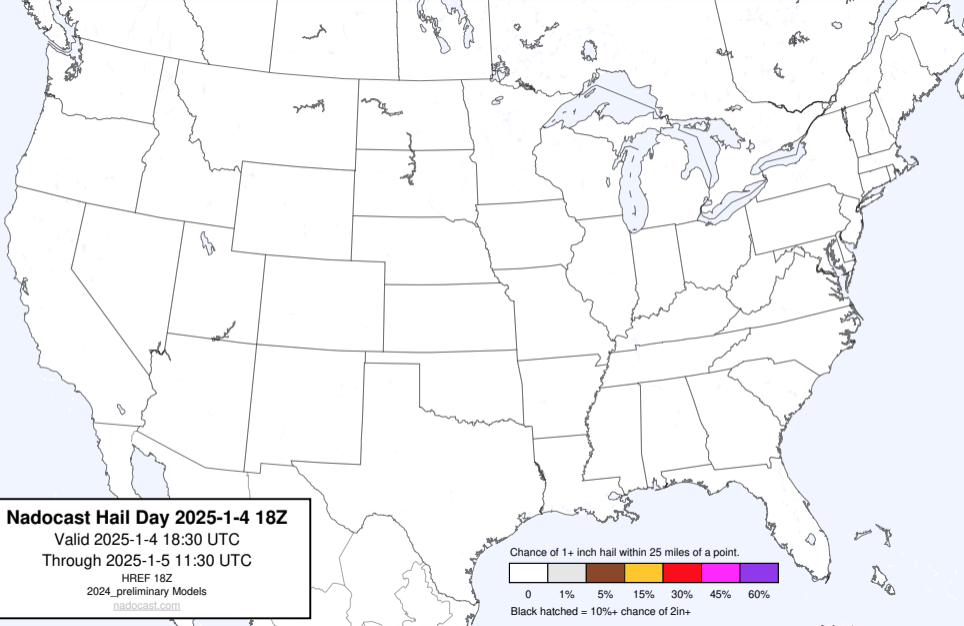 Nadocast Hail Day 2025-1-4 18Z
Valid 2025-1-4 18:30 UTC
Through 2025-1-5 11:30 UTC
HREF 18Z
2024_preliminary Models
nadocast.com
Chance of 1+ inch hail within 25 miles of a point.
0 1% 5% 15% 30% 45% 60%
Black hatched = 10%+ chance of 2in+